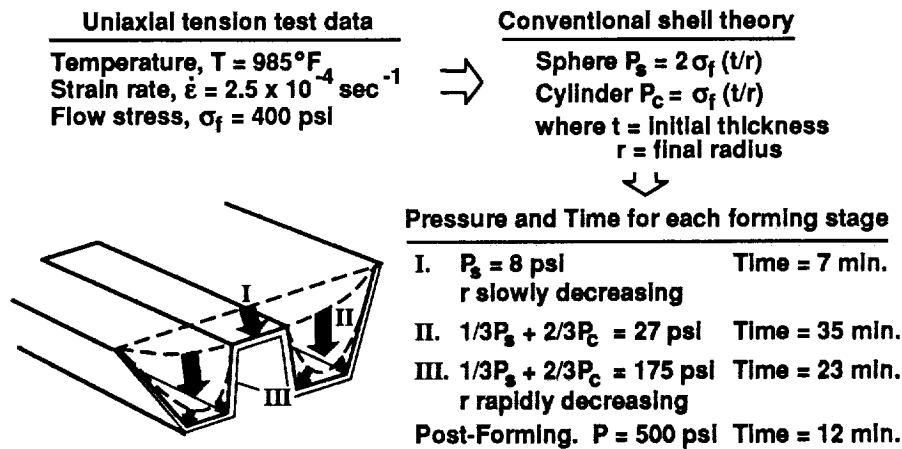 Uniaxial tension test data
Temperature, T = 985°F
Strain rate, ε̇ = 2.5 x 10⁻⁴ sec⁻¹
Flow stress, σf = 400 psi
Conventional shell theory
Sphere Ps = 2σf (t/r)
Cylinder Pc = σf (t/r)
where t = initial thickness
r = final radius
Pressure and Time for each forming stage
I. Ps = 8 psi Time = 7 min.
r slowly decreasing
II. 1/3Ps + 2/3Pc = 27 psi Time = 35 min.
III. 1/3Ps + 2/3Pc = 175 psi Time = 23 min.
r rapidly decreasing
Post-Forming. P = 500 psi Time = 12 min.
I
II
III